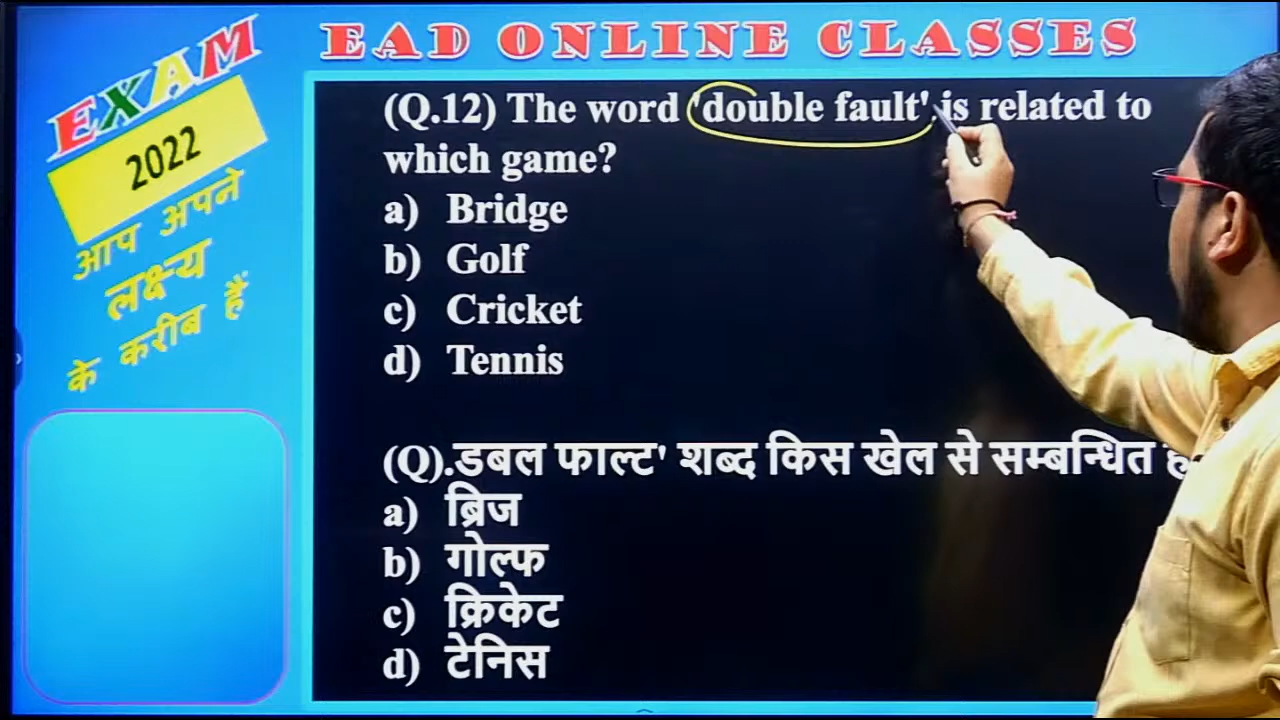 EAD ONLINE CLASSES
EXAM
2022
आप अपने
लक्ष्य
के करीब हैं
(Q.12) The word 'double fault' is related to
which game?
a) Bridge
b) Golf
c) Cricket
d) Tennis
(Q).डबल फाल्ट' शब्द किस खेल से सम्बन्धित
a) ब्रिज
b) गोल्फ
c) क्रिकेट
d) टेनिस